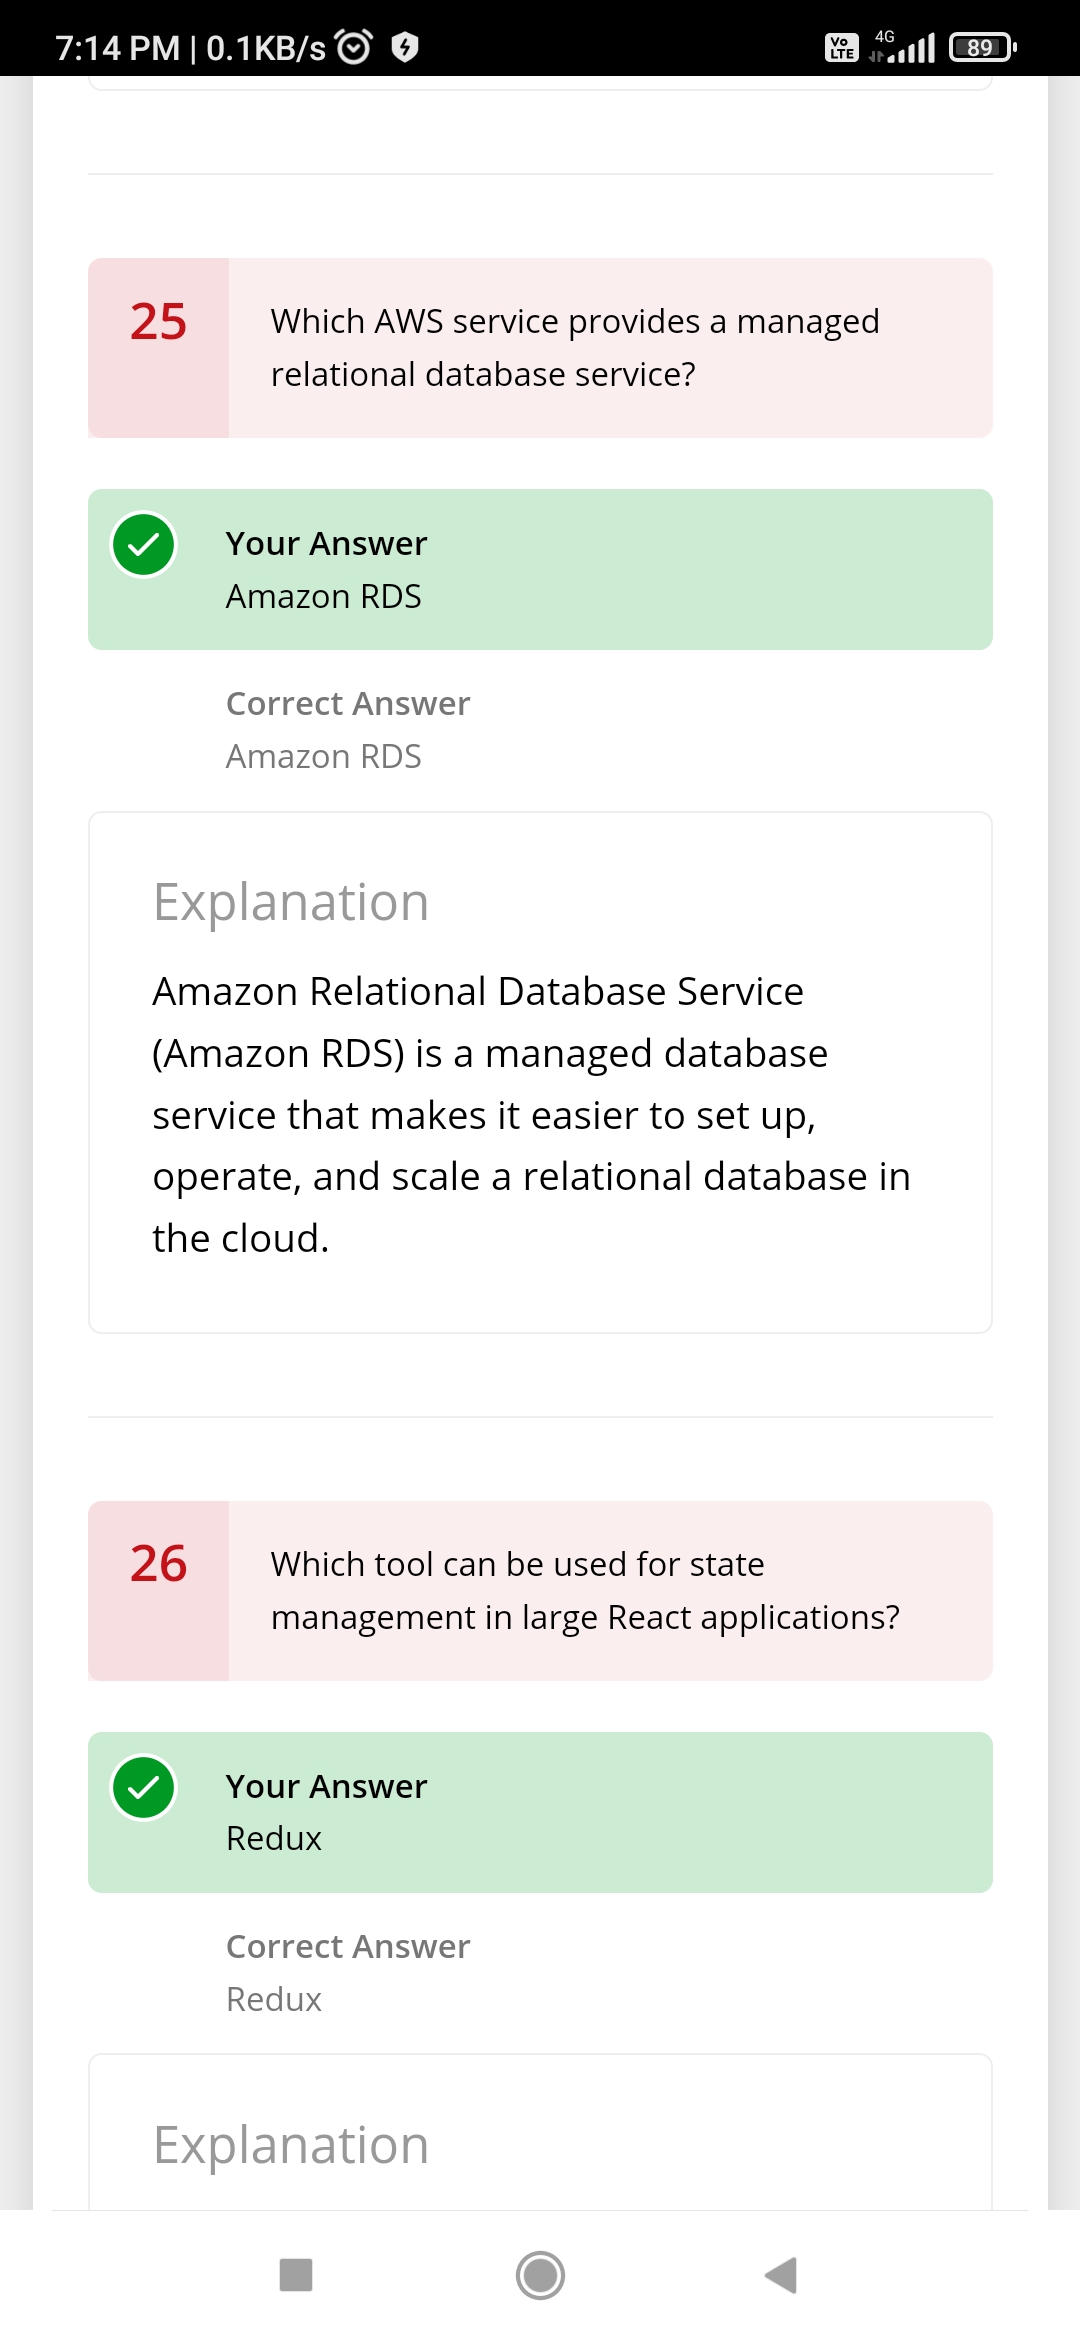 7:14 PM | 0.1KB/s
Vo LTE 4G 89
25
Which AWS service provides a managed
relational database service?
Your Answer
Amazon RDS
Correct Answer
Amazon RDS
Explanation
Amazon Relational Database Service
(Amazon RDS) is a managed database
service that makes it easier to set up,
operate, and scale a relational database in
the cloud.
26
Which tool can be used for state
management in large React applications?
Your Answer
Redux
Correct Answer
Redux
Explanation